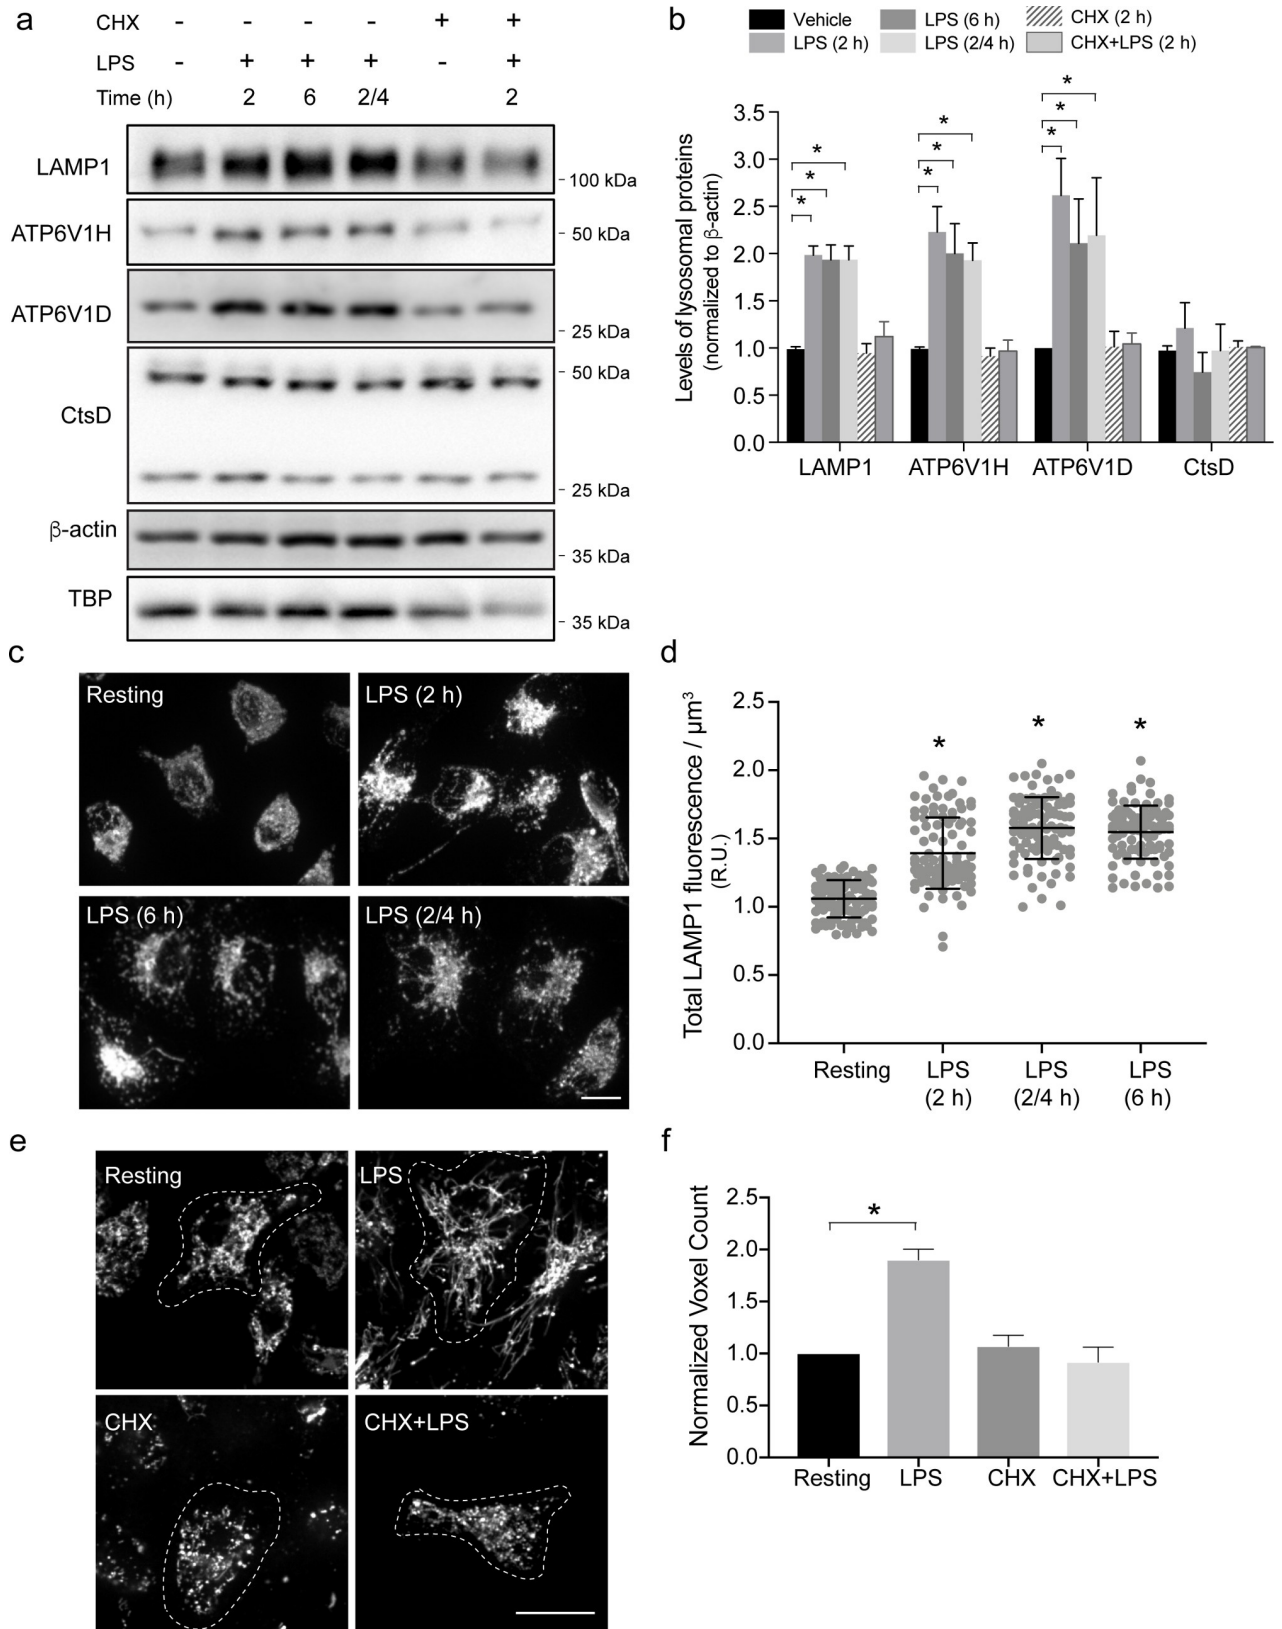 a
CHX - - - - + +
LPS - + + + - +
Time (h) 2 6 2/4 2
LAMP1
- 100 kDa
ATP6V1H
- 50 kDa
ATP6V1D
- 25 kDa
- 50 kDa
CtsD
- 25 kDa
β-actin
- 35 kDa
TBP
- 35 kDa
b
Vehicle LPS (6 h) CHX (2 h)
LPS (2 h) LPS (2/4 h) CHX+LPS (2 h)
Levels of lysosomal proteins
(normalized to β-actin)
3.5
3.0
2.5
2.0
1.5
1.0
0.5
0.0
* * *
* * *
* * *
LAMP1 ATP6V1H ATP6V1D CtsD
c
Resting LPS (2 h)
LPS (6 h) LPS (2/4 h)
d
Total LAMP1 fluorescence / µm³
(R.U.)
2.5
2.0
1.5
1.0
0.5
0.0
* * *
Resting LPS LPS LPS
(2 h) (2/4 h) (6 h)
e
Resting LPS
CHX CHX+LPS
f
Normalized Voxel Count
2.5
2.0
1.5
1.0
0.5
0.0
*
Resting LPS CHX CHX+LPS